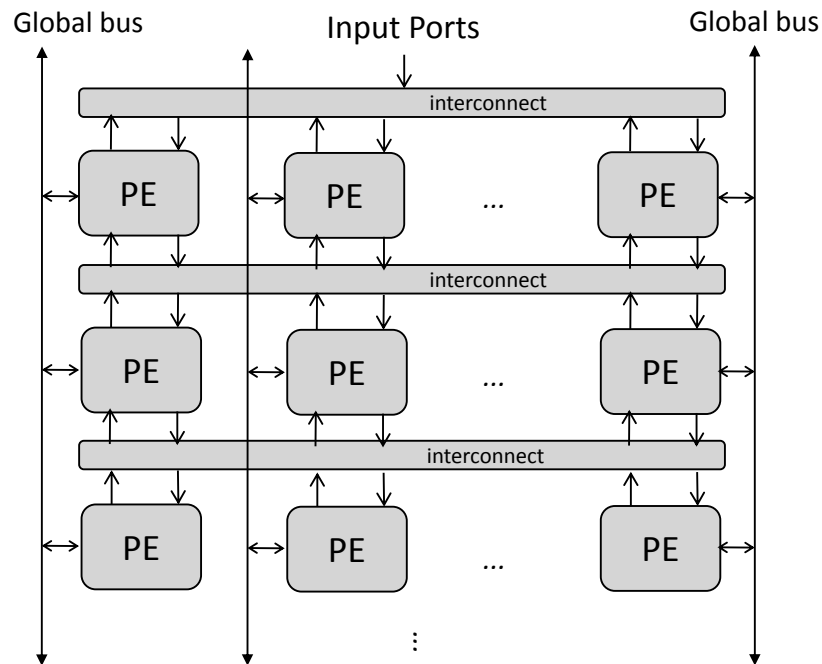 Global bus Input Ports Global bus
interconnect
PE PE ... PE
interconnect
PE PE ... PE
interconnect
PE PE ... PE
...